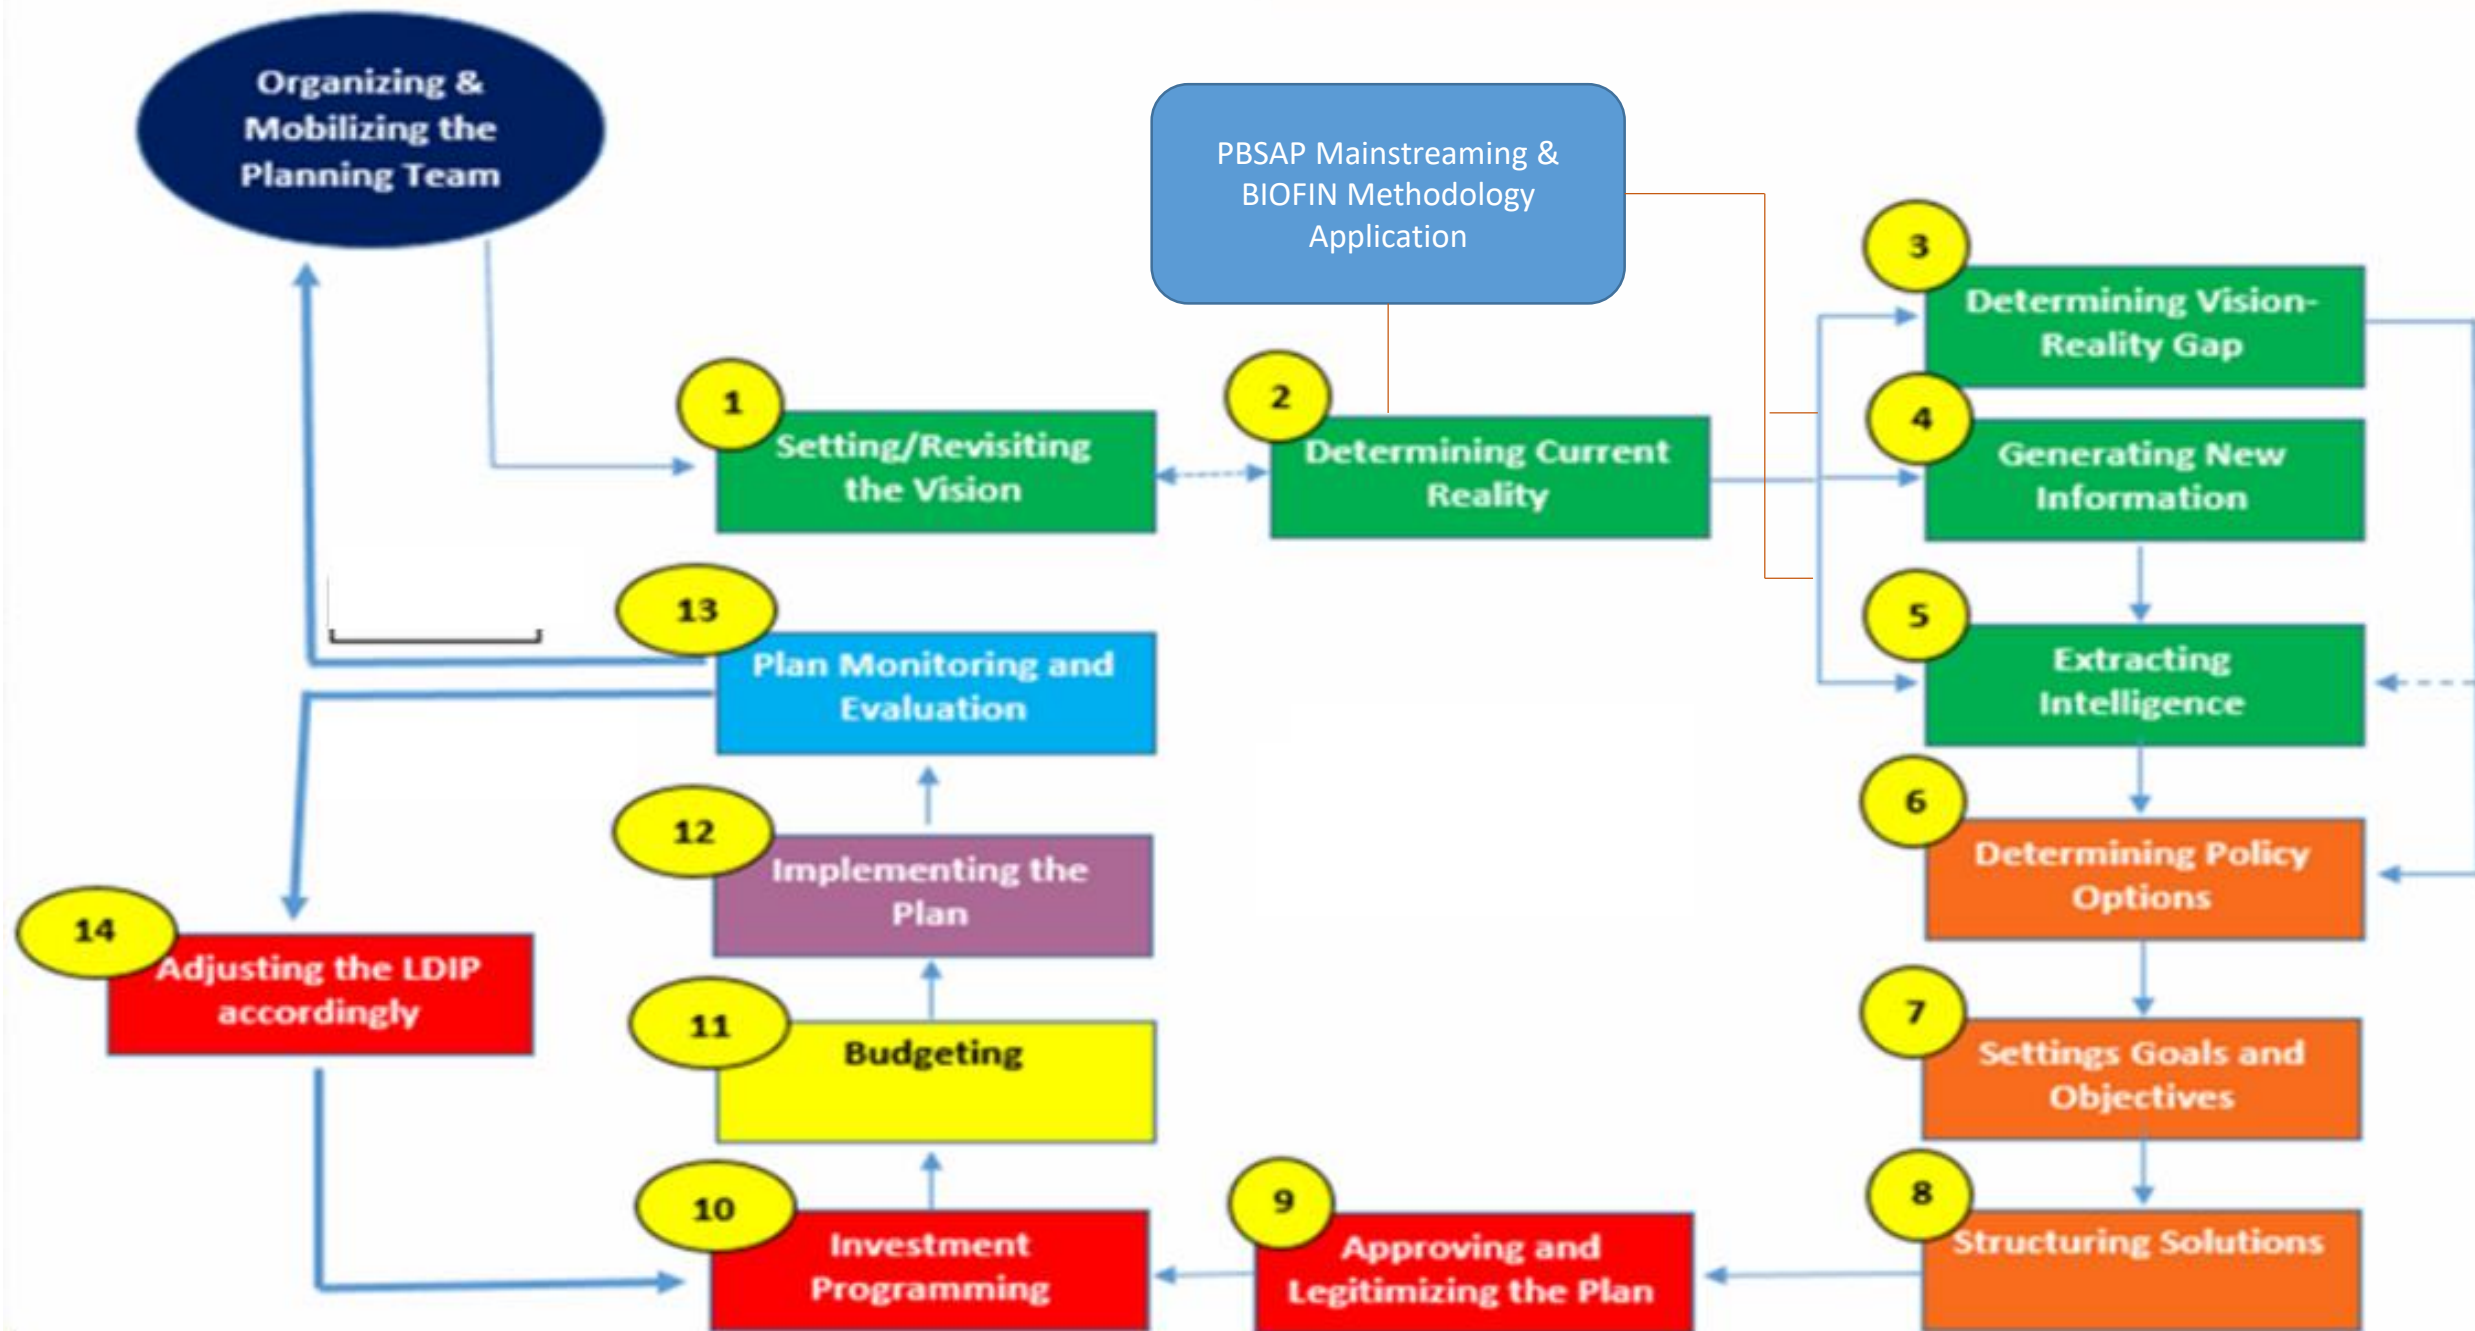 Organizing &
Mobilizing the
Planning Team
PBSAP Mainstreaming &
BIOFIN Methodology
Application
1
Setting/Revisiting
the Vision
2
Determining Current
Reality
3
Determining Vision-
Reality Gap
4
Generating New
Information
5
Extracting
Intelligence
6
Determining Policy
Options
7
Settings Goals and
Objectives
8
Structuring Solutions
9
Approving and
Legitimizing the Plan
10
Investment
Programming
11
Budgeting
12
Implementing the
Plan
13
Plan Monitoring and
Evaluation
14
Adjusting the LDIP
accordingly